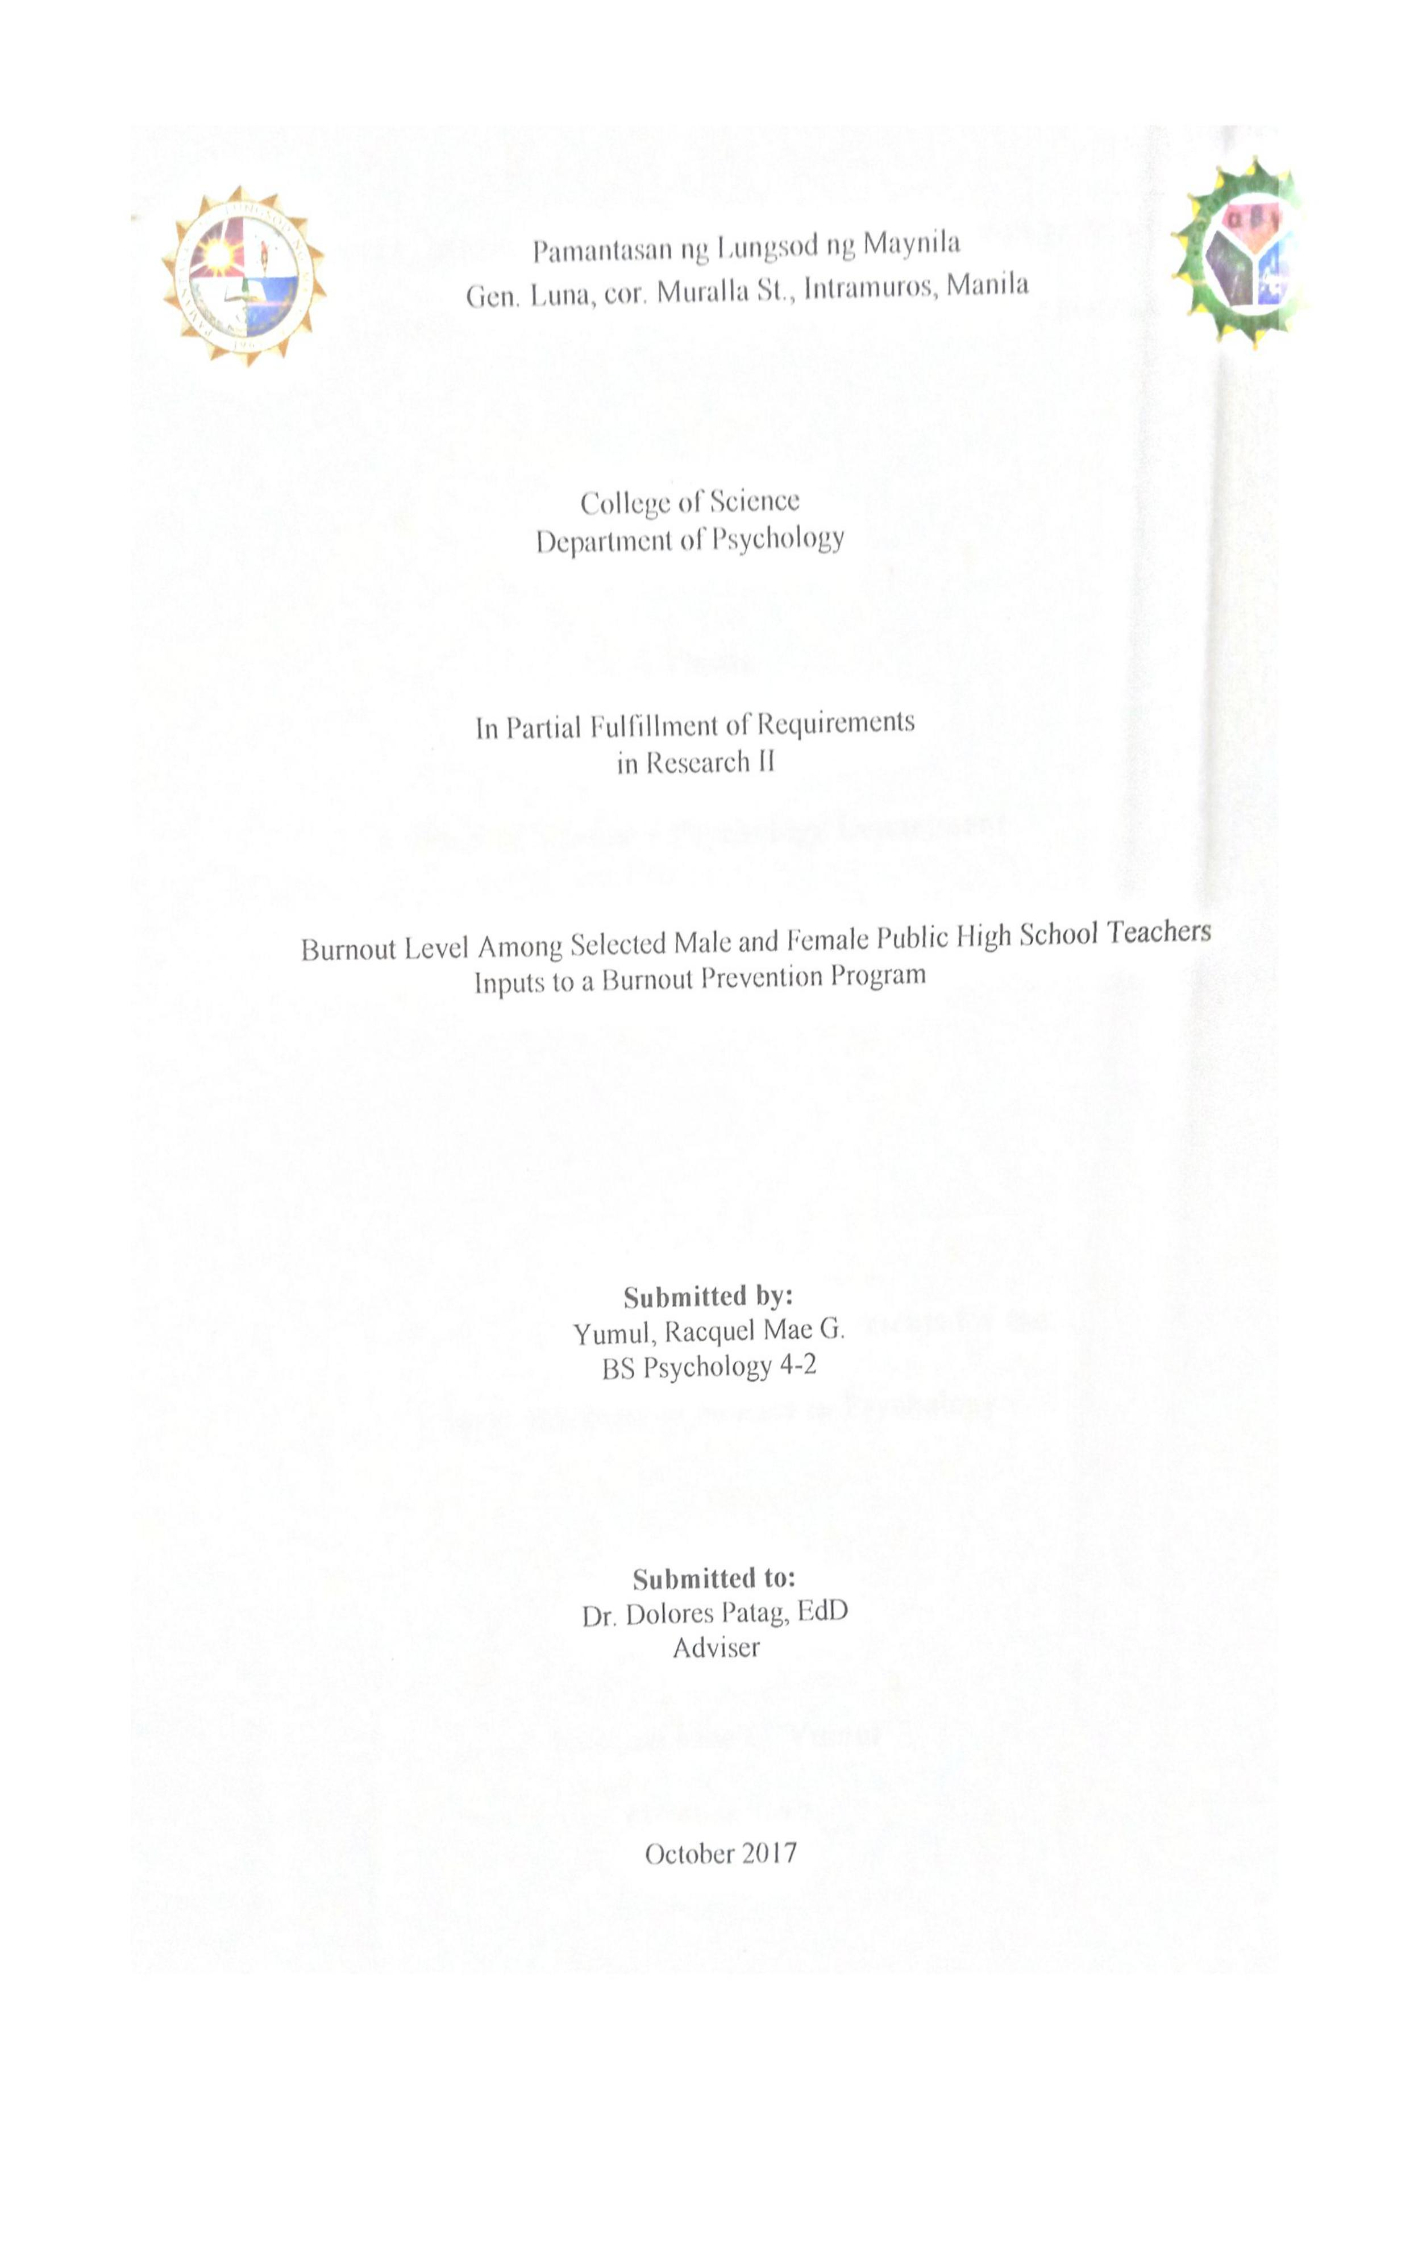 Pamantasan ng Lungsod ng Maynila
Gen. Luna, cor. Muralla St., Intramuros, Manila
College of Science
Department of Psychology
In Partial Fulfillment of Requirements
in Research II
Burnout Level Among Selected Male and Female Public High School Teachers
Inputs to a Burnout Prevention Program
Submitted by:
Yumul, Racquel Mae G.
BS Psychology 4-2
Submitted to:
Dr. Dolores Patag, EdD
Adviser
October 2017